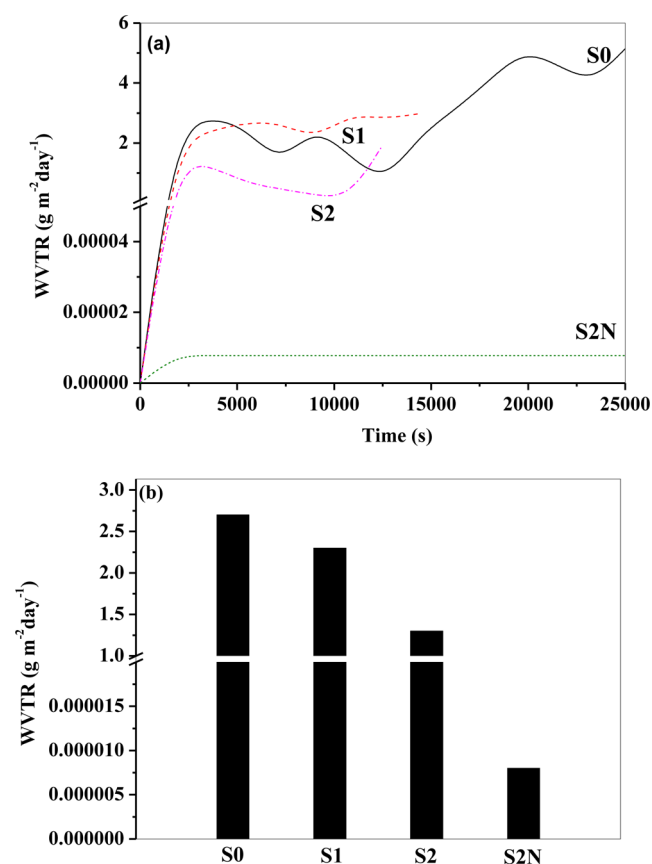 (a)
6
4
2
0.00004
0.00002
0.00000
WVTR (g m⁻²day⁻¹)
S0
S1
S2
S2N
0 5000 10000 15000 20000 25000
Time (s)
(b)
3.0
2.5
2.0
1.5
1.0
0.000015
0.000010
0.000005
0.000000
WVTR (g m⁻²day⁻¹)
S0 S1 S2 S2N